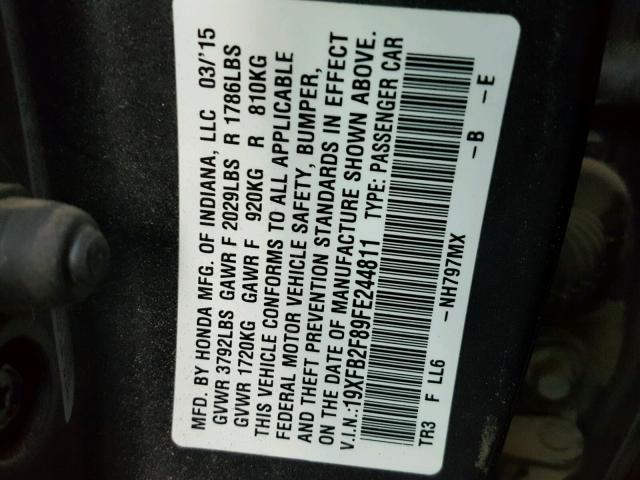 MFD. BY HONDA MFG. OF INDIANA, LLC 03/'15
GVWR 3792LBS GAWR F 2029LBS R 1786LBS
GVWR 1720KG GAWR F 920KG R 810KG
THIS VEHICLE CONFORMS TO ALL APPLICABLE
FEDERAL MOTOR VEHICLE SAFETY, BUMPER,
AND THEFT PREVENTION STANDARDS IN EFFECT
ON THE DATE OF MANUFACTURE SHOWN ABOVE.
V.I.N.:19XFB2F89FE244811 TYPE: PASSENGER CAR
TR3 F LL6 -NH797MX -B -E